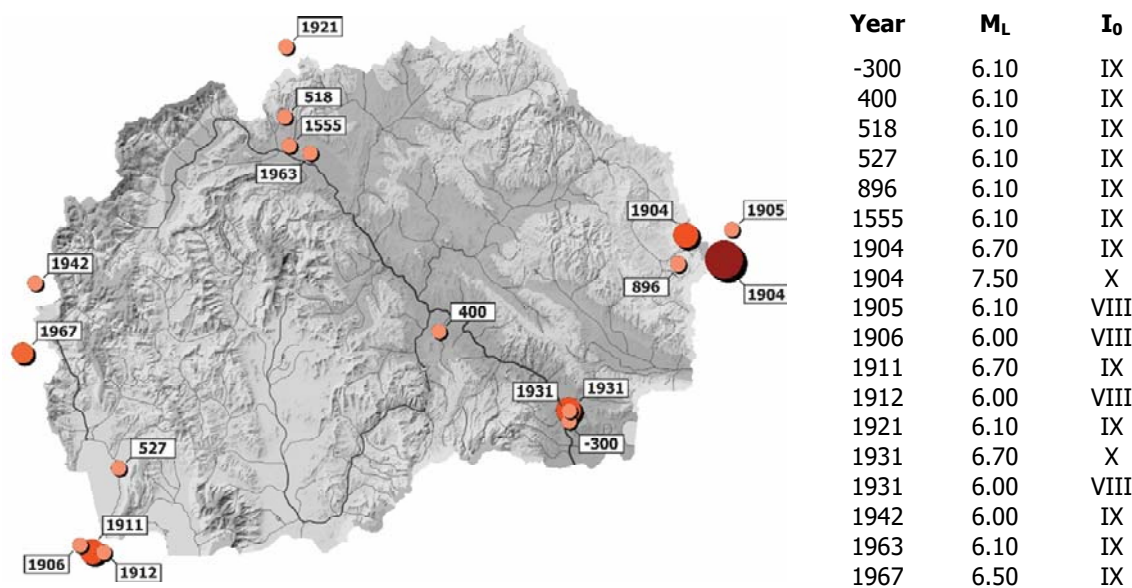 1921
518
1555
1963
1904
1905
896
1904
1942
1967
400
1931
1931
-300
527
1911
1906
1912
Year ML I0
-300 6.10 IX
400 6.10 IX
518 6.10 IX
527 6.10 IX
896 6.10 IX
1555 6.10 IX
1904 6.70 IX
1904 7.50 X
1905 6.10 VIII
1906 6.00 VIII
1911 6.70 IX
1912 6.00 VIII
1921 6.10 IX
1931 6.70 X
1931 6.00 VIII
1942 6.00 IX
1963 6.10 IX
1967 6.50 IX